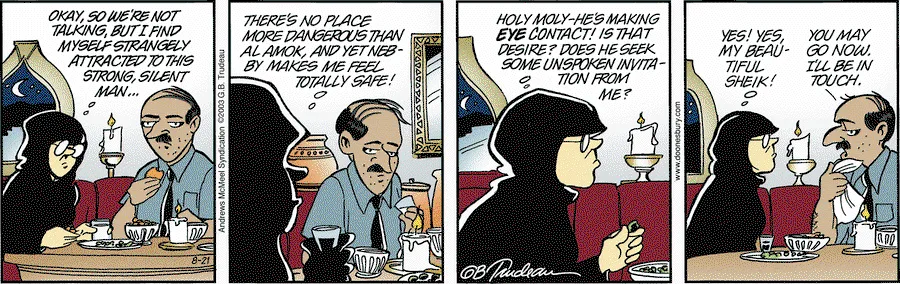 OKAY, SO WE'RE NOT
TALKING, BUT I FIND
MYSELF STRANGELY
ATTRACTED TO THIS
STRONG, SILENT
MAN...
8-21
Andrews McMeel Syndication ©2003 G.B. Trudeau
THERE'S NO PLACE
MORE DANGEROUS THAN
AL AMOK, AND YET NEB-
BY MAKES ME FEEL
TOTALLY SAFE!
HOLY MOLY-HE'S MAKING
EYE CONTACT! IS THAT
DESIRE? DOES HE SEEK
SOME UNSPOKEN INVITA-
TION FROM
ME?
GB Trudeau
www.doonesbury.com
YES! YES,
MY BEAU-
TIFUL
SHEIK!
YOU MAY
GO NOW.
I'LL BE IN
TOUCH.